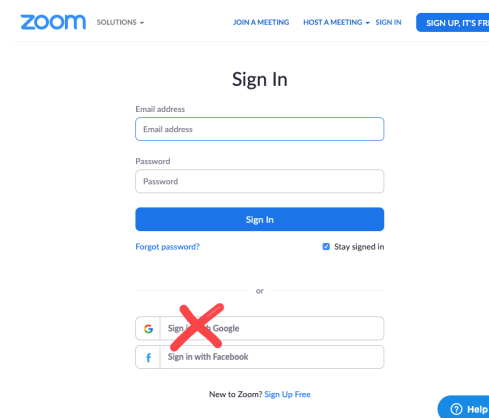 zoom SOLUTIONS JOIN A MEETING HOST A MEETING SIGN IN SIGN UP, IT'S
Sign In
Email address
Email address
Password
Password
Sign In
Forgot password? Stay signed in
or
Sign with Google
Sign in with Facebook
New to Zoom? Sign Up Free
Help